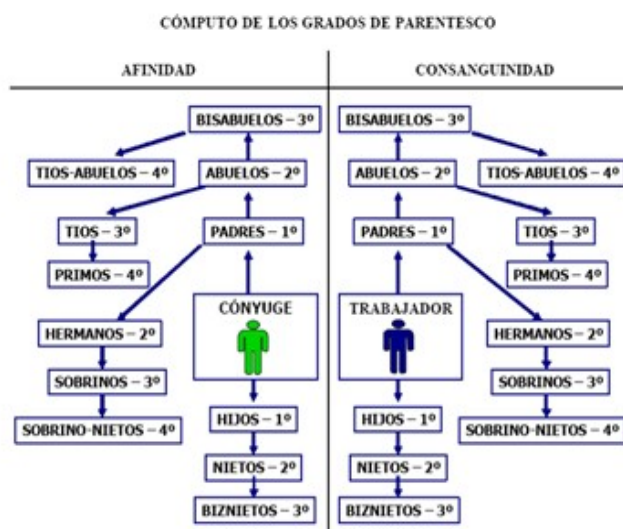 CÓMPUTO DE LOS GRADOS DE PARENTESCO
AFINIDAD
CONSANGUINIDAD
BISABUELOS – 3º
BISABUELOS – 3º
TIOS-ABUELOS – 4º
ABUELOS – 2º
ABUELOS – 2º
TIOS-ABUELOS – 4º
TIOS – 3º
PADRES – 1º
PADRES – 1º
TIOS – 3º
PRIMOS – 4º
PRIMOS – 4º
CÓNYUGE
TRABAJADOR
HERMANOS – 2º
HERMANOS – 2º
SOBRINOS – 3º
SOBRINOS – 3º
SOBRINO-NIETOS – 4º
HIJOS – 1º
HIJOS – 1º
SOBRINO-NIETOS – 4º
NIETOS – 2º
NIETOS – 2º
BIZNIETOS – 3º
BIZNIETOS – 3º